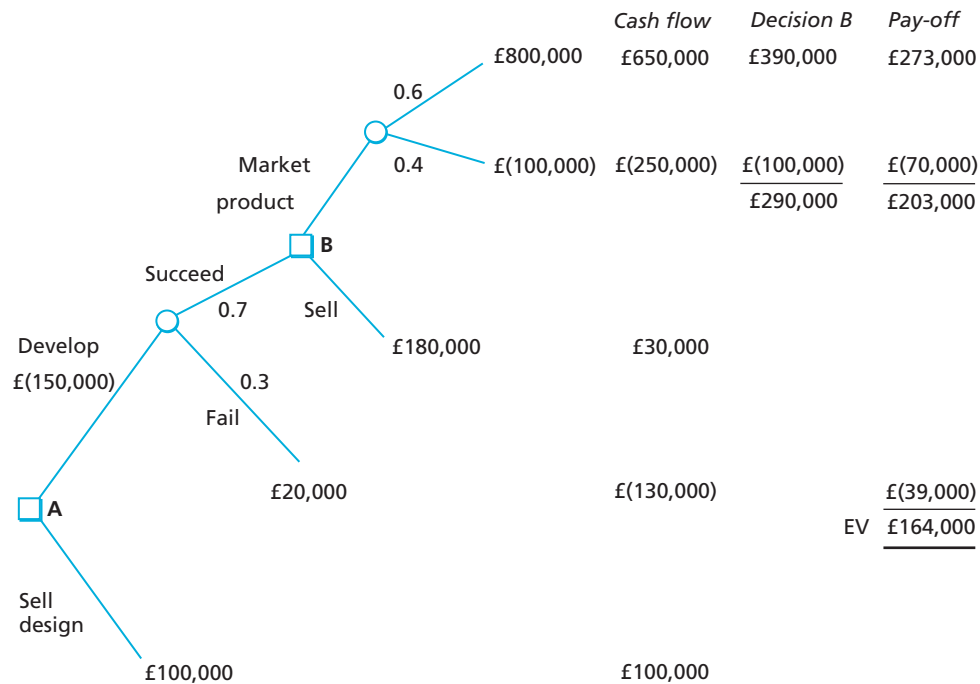 Cash flow Decision B Pay-off
£800,000 £650,000 £390,000 £273,000
0.6
Market 0.4 £(100,000) £(250,000) £(100,000) £(70,000)
product £290,000 £203,000
B
Succeed
0.7 Sell
Develop £180,000 £30,000
£(150,000) 0.3
Fail
£20,000 £(130,000) £(39,000)
A EV £164,000
Sell
design
£100,000 £100,000